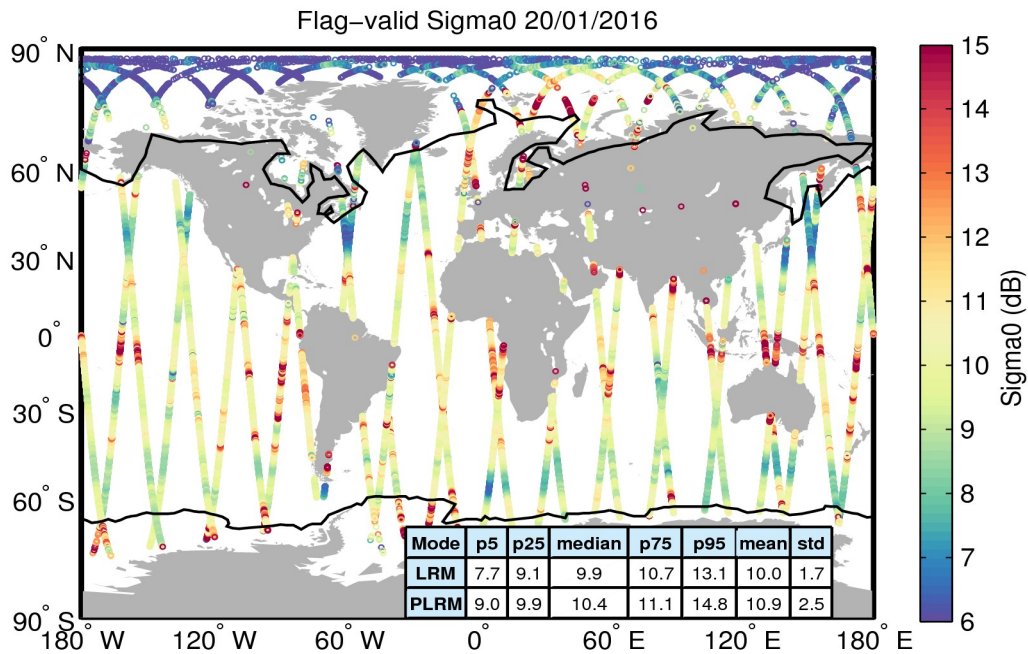 Flag−valid Sigma0 20/01/2016
90° N
60° N
30° N
0°
30° S
60° S
90° S
180° W
120° W
60° W
0°
60° E
120° E
180° E
Mode p5 p25 median p75 p95 mean std
LRM 7.7 9.1 9.9 10.7 13.1 10.0 1.7
PLRM 9.0 9.9 10.4 11.1 14.8 10.9 2.5
15
14
13
12
11
10
9
8
7
6
Sigma0 (dB)